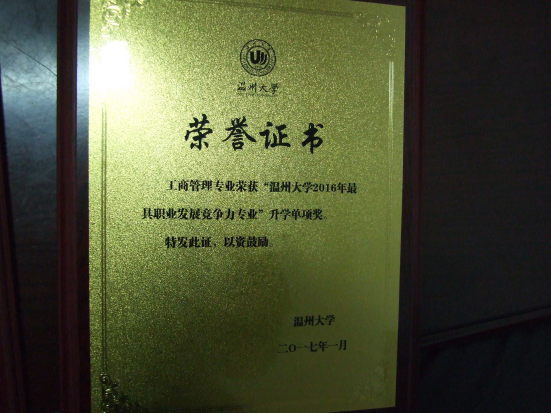 温州大学
荣誉证书
工商管理专业荣获“温州大学2016年最
具职业发展竞争力专业”升学单项奖。
特发此证，以资鼓励。
温州大学
二〇一七年一月